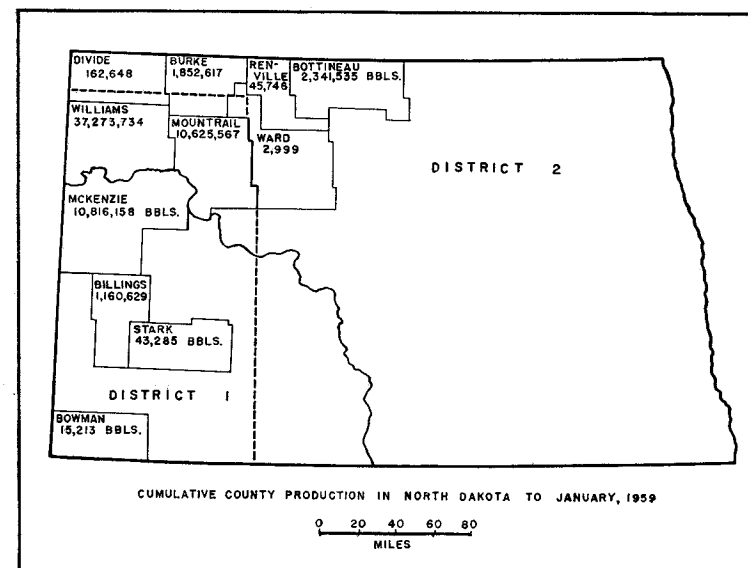 DIVIDE
162,648
BURKE
1,852,617
REN-
VILLE
45,746
BOTTINEAU
2,341,535 BBLS.
WILLIAMS
37,273,734
MOUNTRAIL
10,625,567
WARD
2,999
DISTRICT 2
MCKENZIE
10,816,158 BBLS.
BILLINGS
1,160,629
STARK
43,285 BBLS.
DISTRICT 1
BOWMAN
15,213 BBLS.
CUMULATIVE COUNTY PRODUCTION IN NORTH DAKOTA TO JANUARY, 1959
0 20 40 60 80
MILES